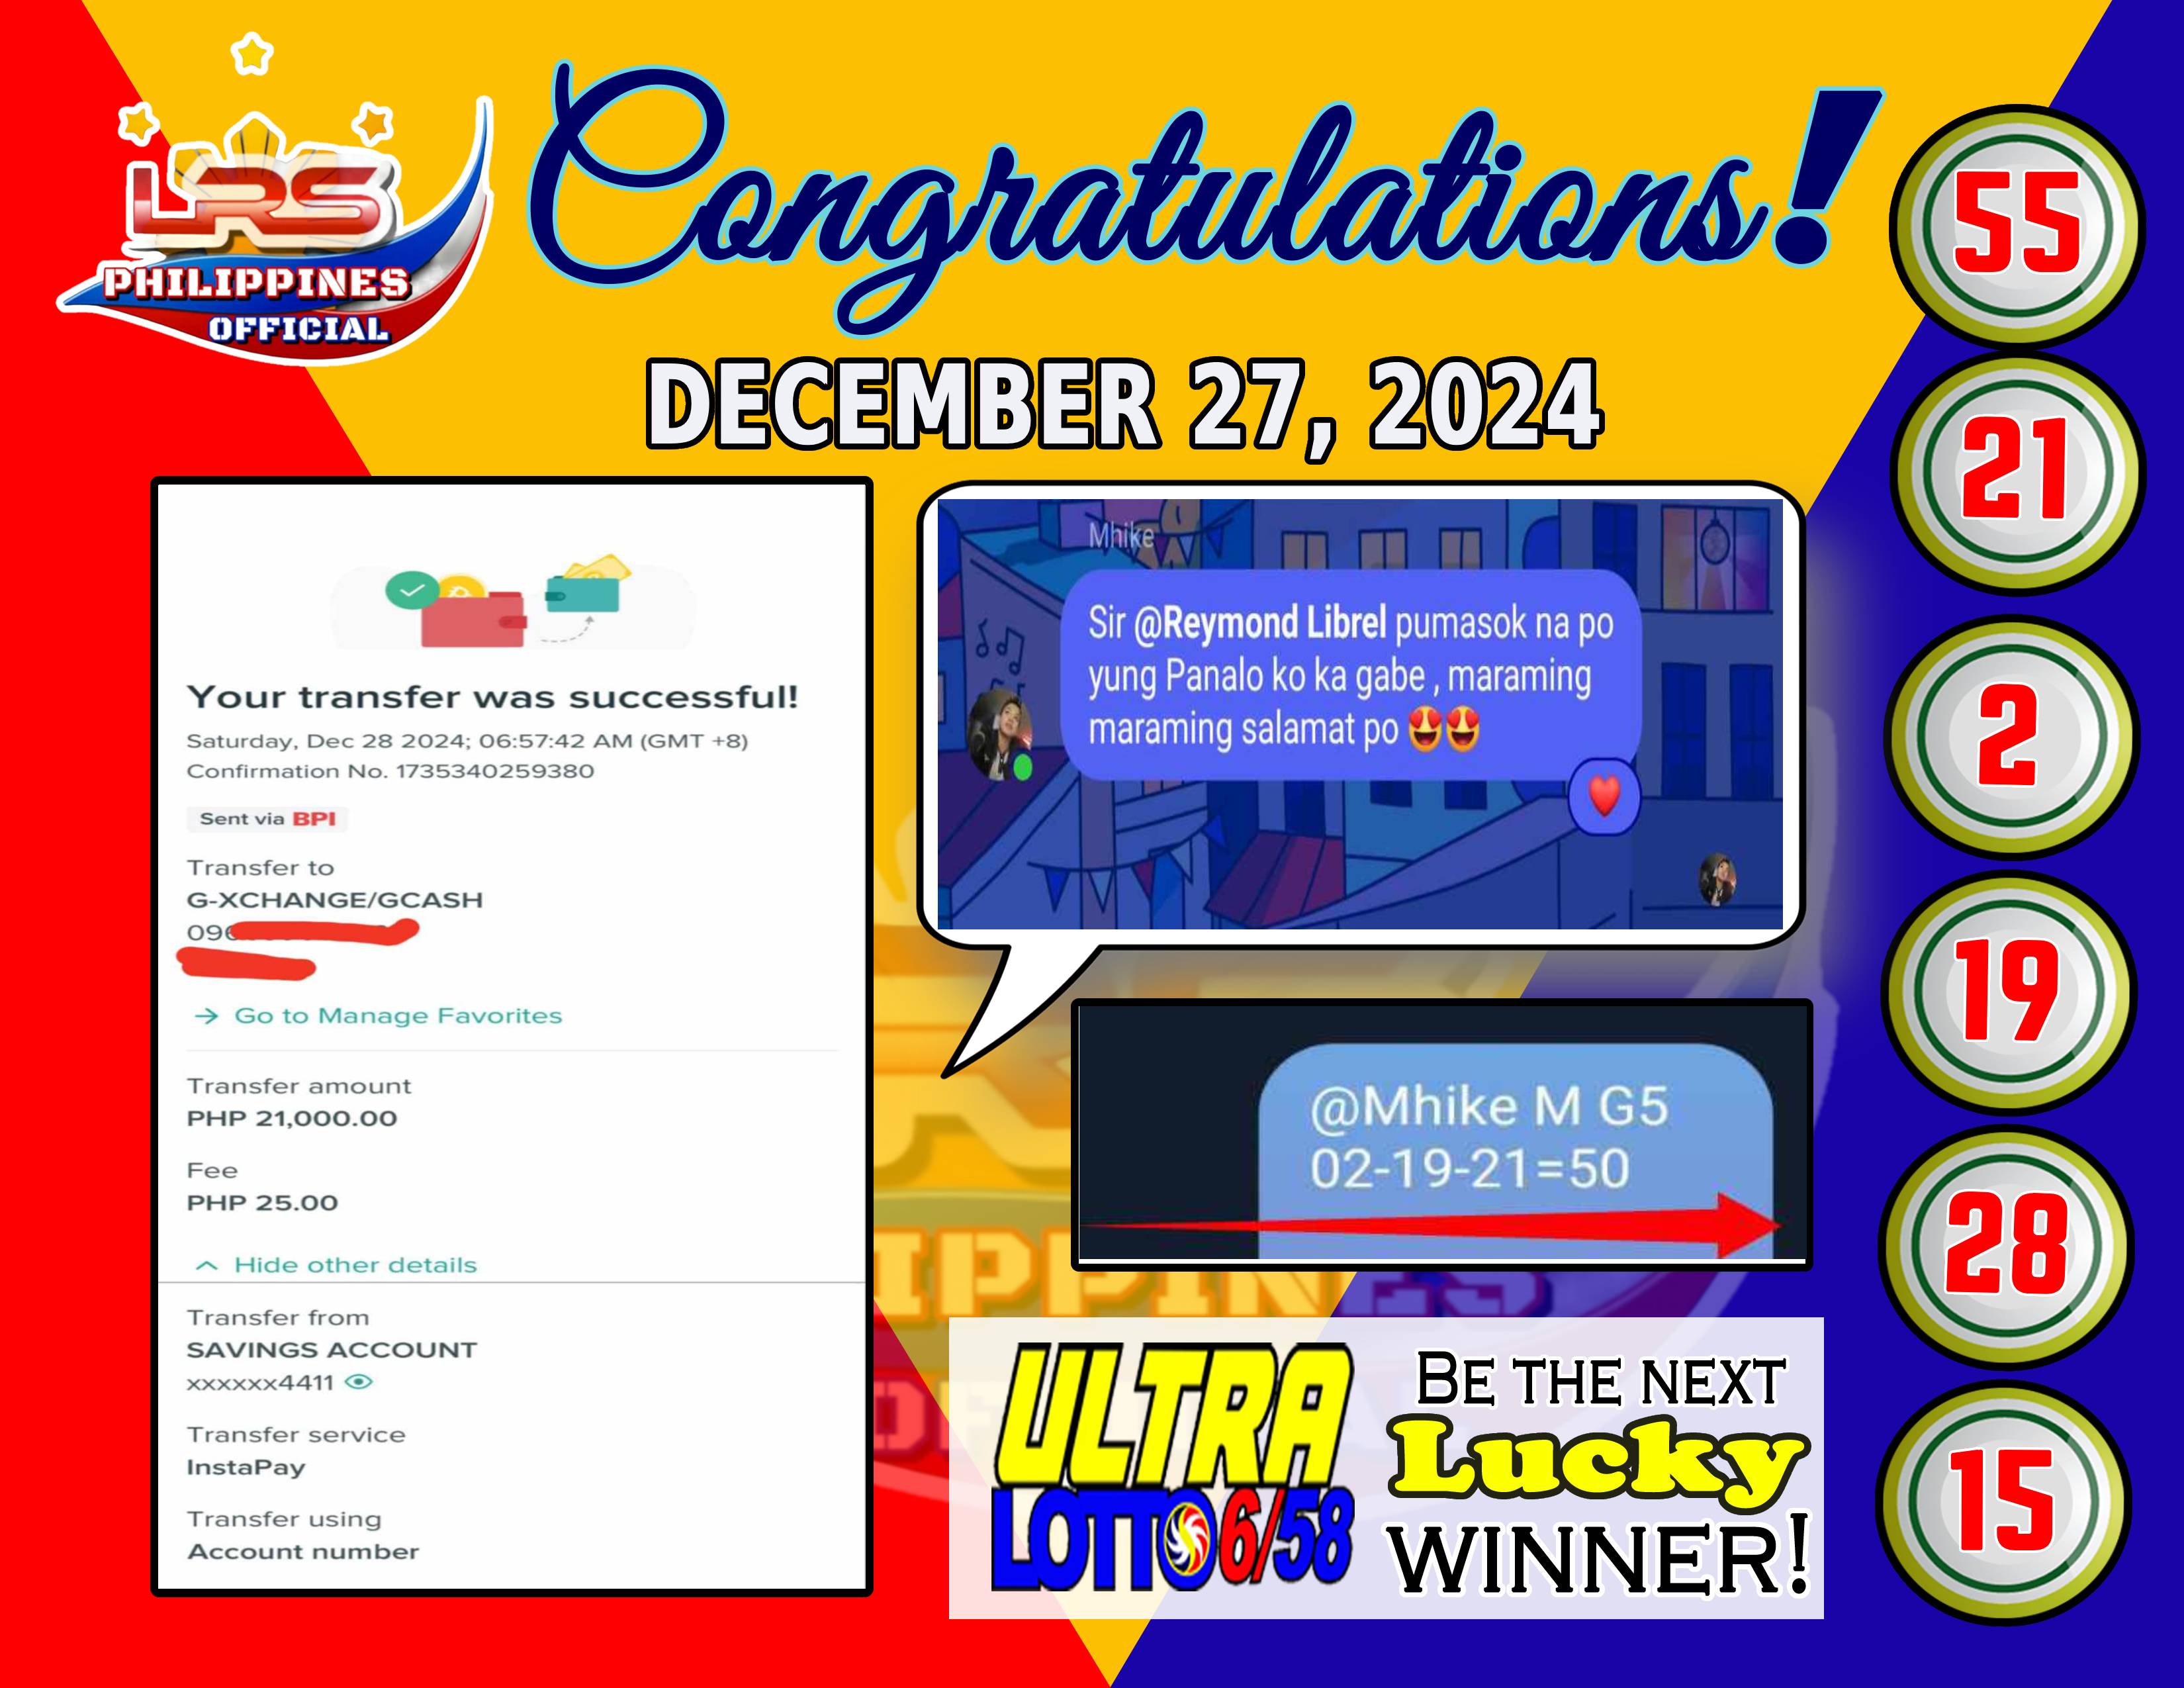 LRS
PHILIPPINES
OFFICIAL
Congratulations!
DECEMBER 27, 2024
Your transfer was successful!
Saturday, Dec 28 2024; 06:57:42 AM (GMT +8)
Confirmation No. 1735340259380
Sent via BPI
Transfer to
G-XCHANGE/GCASH
096
→ Go to Manage Favorites
Transfer amount
PHP 21,000.00
Fee
PHP 25.00
Hide other details
Transfer from
SAVINGS ACCOUNT
xxxxxx4411
Transfer service
InstaPay
Transfer using
Account number
Mhike
Sir @Reymond Librel pumasok na po
yung Panalo ko ka gabe , maraming
maraming salamat po 😍😍
@Mhike M G5
02-19-21=50
ULTRA
LOTTO 6/58
BE THE NEXT
Lucky
WINNER!
55
21
2
19
28
15